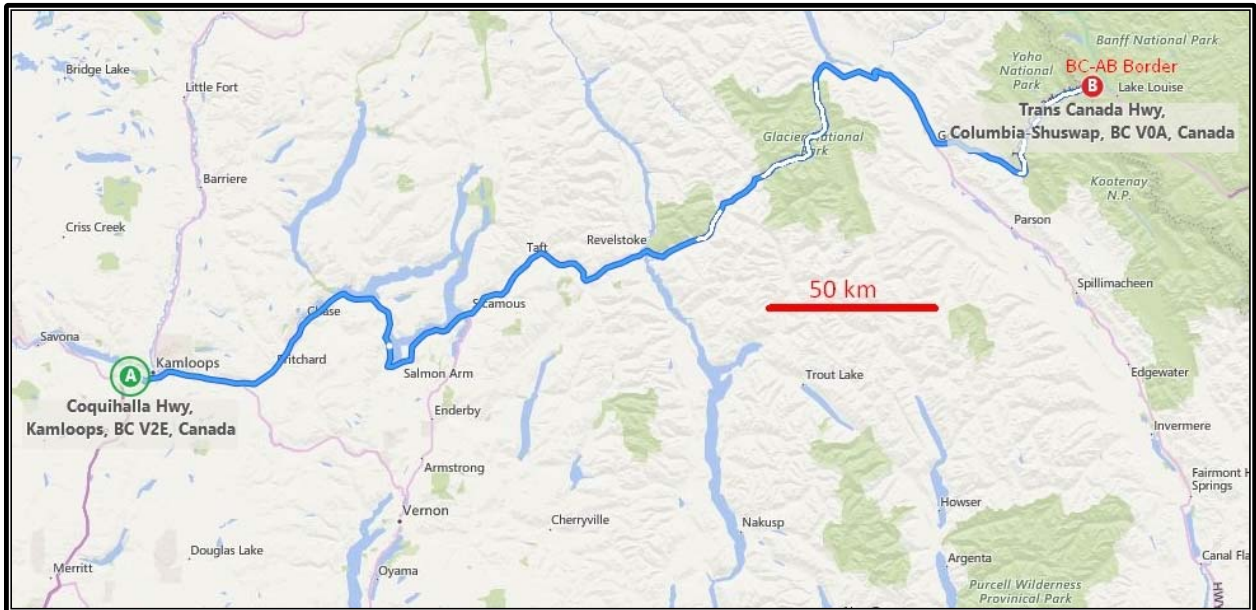 Banff National Park
Bridge Lake
Yoho
National
Park
BC-AB Border
Little Fort
B
Lake Louise
Trans Canada Hwy,
Columbia-Shuswap, BC V0A, Canada
Glacier National
Park
G
Barriere
Kootenay
N.P.
Criss Creek
Parson
Revelstoke
Taft
50 km
Spillimacheen
Sicamous
Chase
Savona
Kamloops
Pritchard
Salmon Arm
A
Trout Lake
Edgewater
Coquihalla Hwy,
Kamloops, BC V2E, Canada
Enderby
Invermere
Armstrong
Fairmont H
Springs
Vernon
Howser
Cherryville
Nakusp
Douglas Lake
Argenta
Canal Fla
Merritt
Oyama
Purcell Wilderness
Provincial Park
HWY